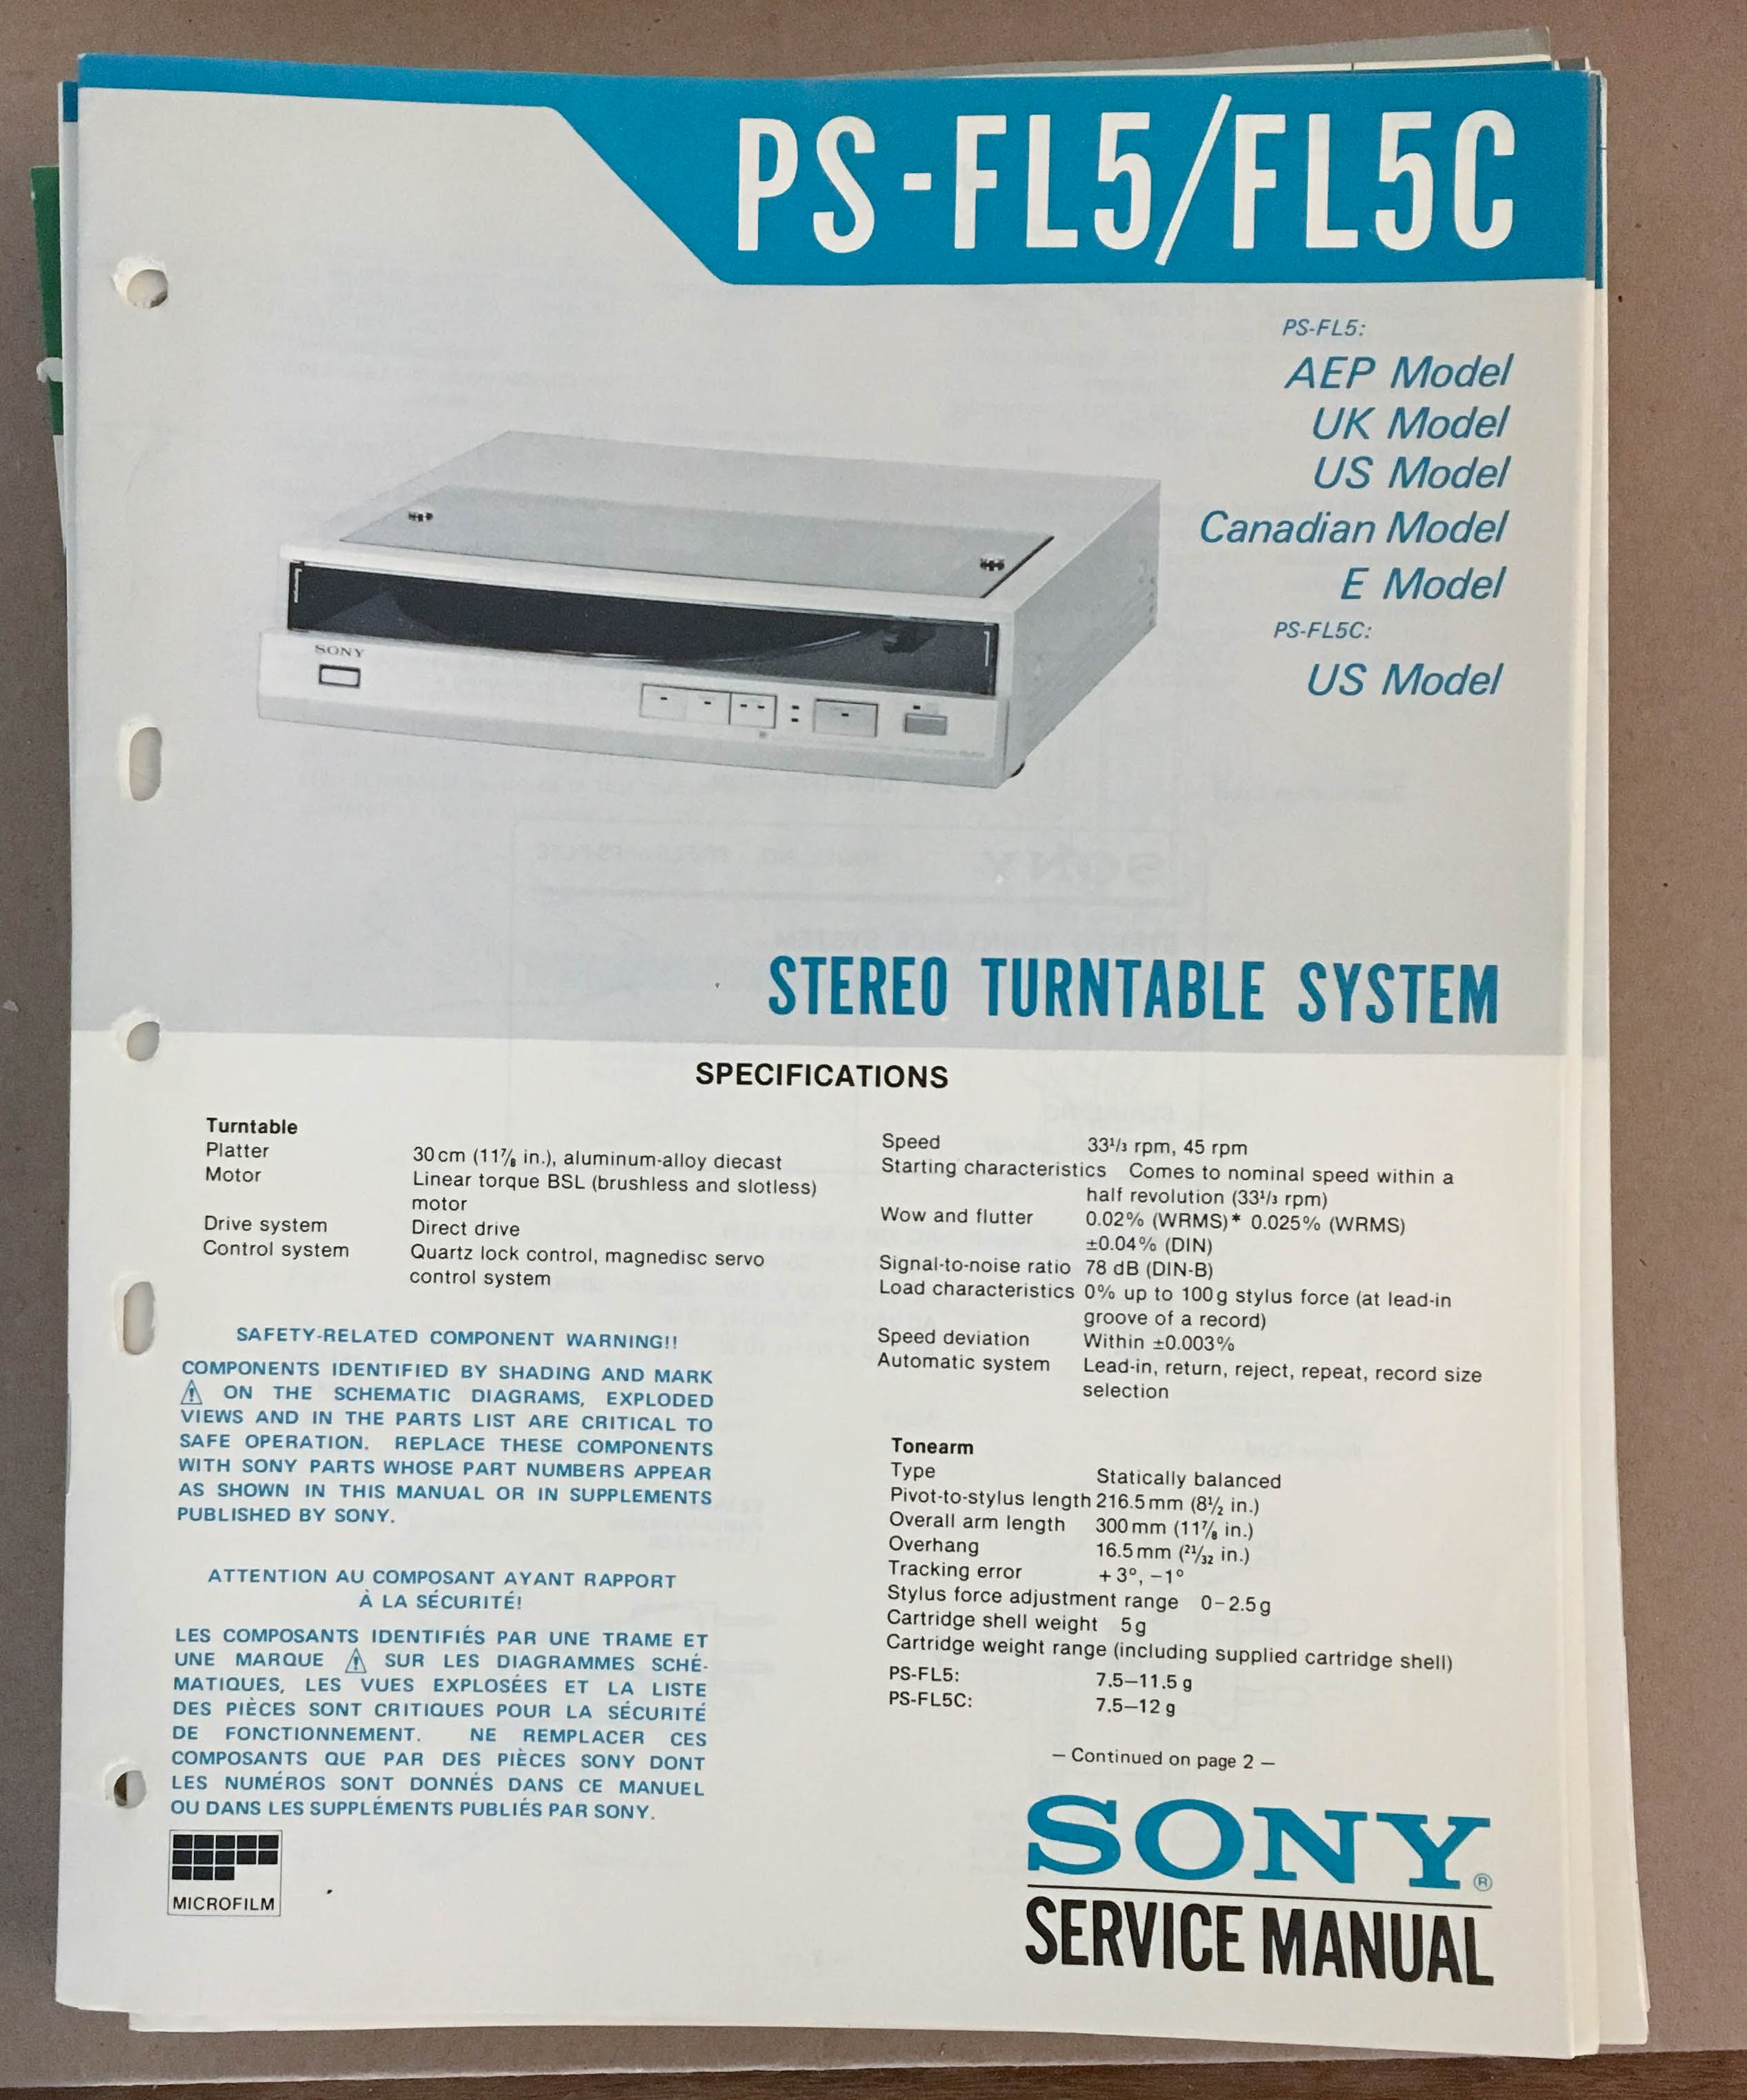 PS-FL5/FL5C
PS-FL5:
AEP Model
UK Model
US Model
Canadian Model
E Model
PS-FL5C:
US Model
SONY
STEREO TURNTABLE SYSTEM
SPECIFICATIONS
Turntable
Platter 30 cm (11⅞ in.), aluminum-alloy diecast
Motor Linear torque BSL (brushless and slotless)
motor
Drive system Direct drive
Control system Quartz lock control, magnedisc servo
control system
SAFETY-RELATED COMPONENT WARNING!!
COMPONENTS IDENTIFIED BY SHADING AND MARK
⚠ ON THE SCHEMATIC DIAGRAMS, EXPLODED
VIEWS AND IN THE PARTS LIST ARE CRITICAL TO
SAFE OPERATION. REPLACE THESE COMPONENTS
WITH SONY PARTS WHOSE PART NUMBERS APPEAR
AS SHOWN IN THIS MANUAL OR IN SUPPLEMENTS
PUBLISHED BY SONY.
ATTENTION AU COMPOSANT AYANT RAPPORT
À LA SÉCURITÉ!
LES COMPOSANTS IDENTIFIÉS PAR UNE TRAME ET
UNE MARQUE ⚠ SUR LES DIAGRAMMES SCHÉ-
MATIQUES, LES VUES EXPLOSÉES ET LA LISTE
DES PIÈCES SONT CRITIQUES POUR LA SÉCURITÉ
DE FONCTIONNEMENT. NE REMPLACER CES
COMPOSANTS QUE PAR DES PIÈCES SONY DONT
LES NUMÉROS SONT DONNÉS DANS CE MANUEL
OU DANS LES SUPPLÉMENTS PUBLIÉS PAR SONY.
MICROFILM
Speed 33⅓ rpm, 45 rpm
Starting characteristics Comes to nominal speed within a
half revolution (33⅓ rpm)
Wow and flutter 0.02% (WRMS)* 0.025% (WRMS)
±0.04% (DIN)
Signal-to-noise ratio 78 dB (DIN-B)
Load characteristics 0% up to 100 g stylus force (at lead-in
groove of a record)
Speed deviation Within ±0.003%
Automatic system Lead-in, return, reject, repeat, record size
selection
Tonearm
Type Statically balanced
Pivot-to-stylus length 216.5 mm (8½ in.)
Overall arm length 300 mm (11⅞ in.)
Overhang 16.5 mm (21/32 in.)
Tracking error +3°, −1°
Stylus force adjustment range 0–2.5 g
Cartridge shell weight 5 g
Cartridge weight range (including supplied cartridge shell)
PS-FL5: 7.5–11.5 g
PS-FL5C: 7.5–12 g
— Continued on page 2 —
SONY®
SERVICE MANUAL